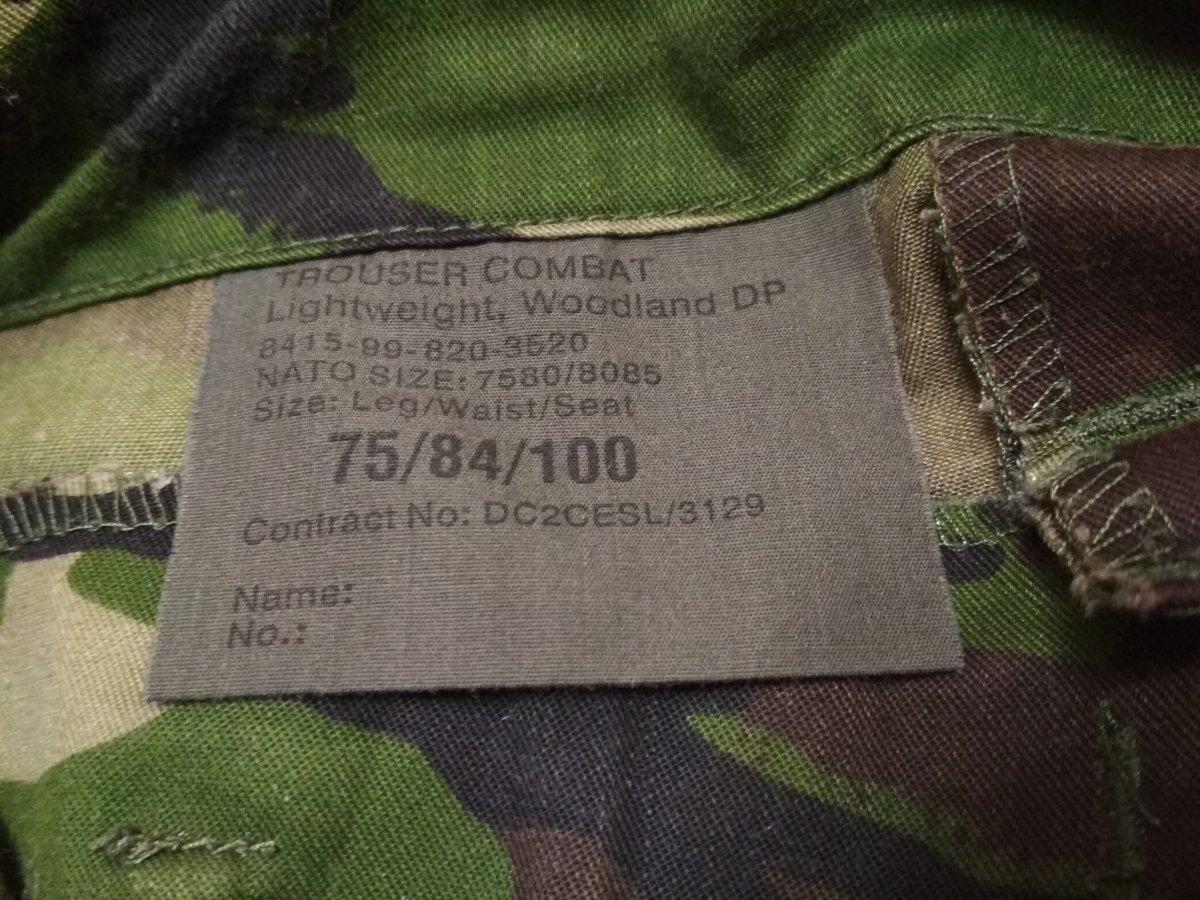 TROUSER COMBAT
Lightweight, Woodland DP
8415-99-820-3520
NATO SIZE: 7580/8085
Size: Leg/Waist/Seat
75/84/100
Contract No: DC2CESL/3129
Name:
No.: